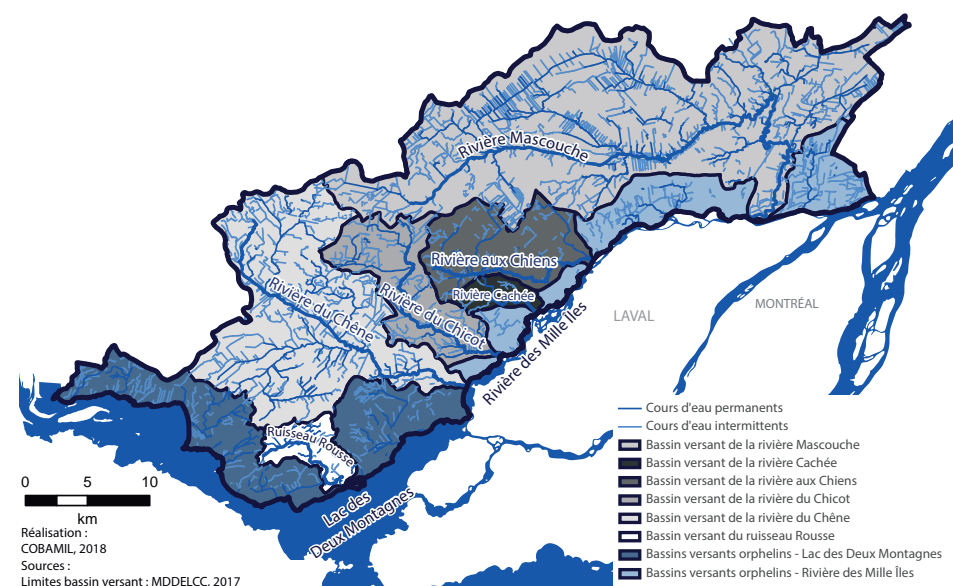 Rivière Mascouche
Rivière aux Chiens
Rivière Cachée
Rivière du Chicot
Rivière du Chêne
Rivière des Mille Îles
LAVAL
MONTRÉAL
Ruisseau Rousse
Lac des
Deux Montagnes
0 5 10
km
Réalisation :
COBAMIL, 2018
Sources :
Limites bassin versant : MDDELCC, 2017
Cours d'eau permanents
Cours d'eau intermittents
Bassin versant de la rivière Mascouche
Bassin versant de la rivière Cachée
Bassin versant de la rivière aux Chiens
Bassin versant de la rivière du Chicot
Bassin versant de la rivière du Chêne
Bassin versant du ruisseau Rousse
Bassins versants orphelins - Lac des Deux Montagnes
Bassins versants orphelins - Rivière des Mille Îles